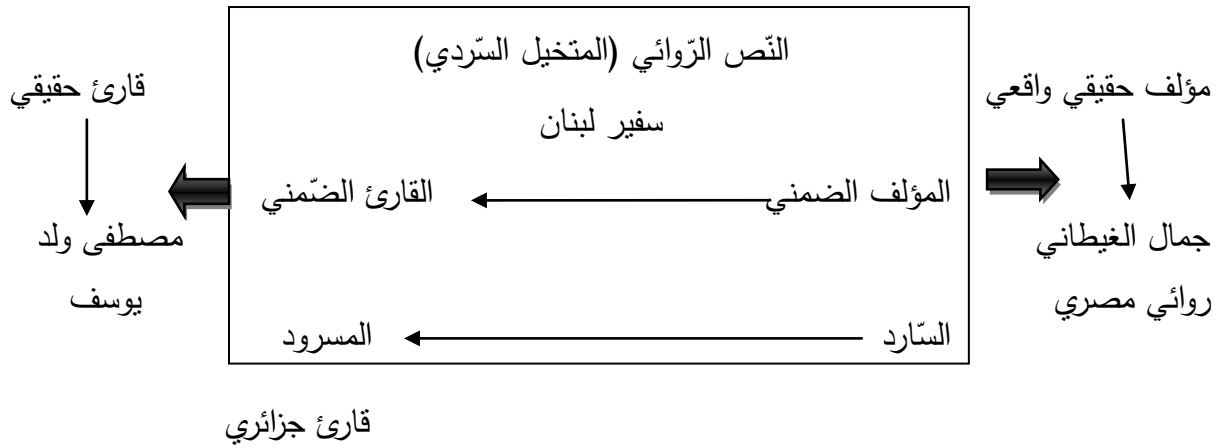 النّص الرّوائي (المتخيل السّردي)
سفير لبنان
مؤلف حقيقي واقعي
جمال الغيطاني
روائي مصري
المؤلف الضمني
القارئ الضّمني
السّارد
المسرود
قارئ حقيقي
مصطفى ولد
يوسف
قارئ جزائري